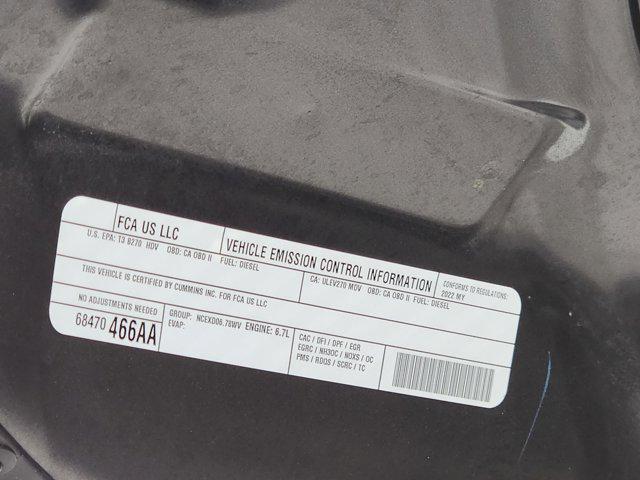 FCA US LLC
VEHICLE EMISSION CONTROL INFORMATION
CONFORMS TO REGULATIONS:
2022 MY
U.S. EPA: T3 B270 HDV OBD: CA OBD II FUEL: DIESEL
CA: ULEV270 MDV OBD: CA OBD II FUEL: DIESEL
THIS VEHICLE IS CERTIFIED BY CUMMINS INC. FOR FCA US LLC
NO ADJUSTMENTS NEEDED
68470 466AA
GROUP: NCEXD06.78WV ENGINE: 6.7L
EVAP:
CAC / DFI / DPF / EGR
EGRC / NH3OC / NOXS / OC
PMS / RDQS / SCRC / TC